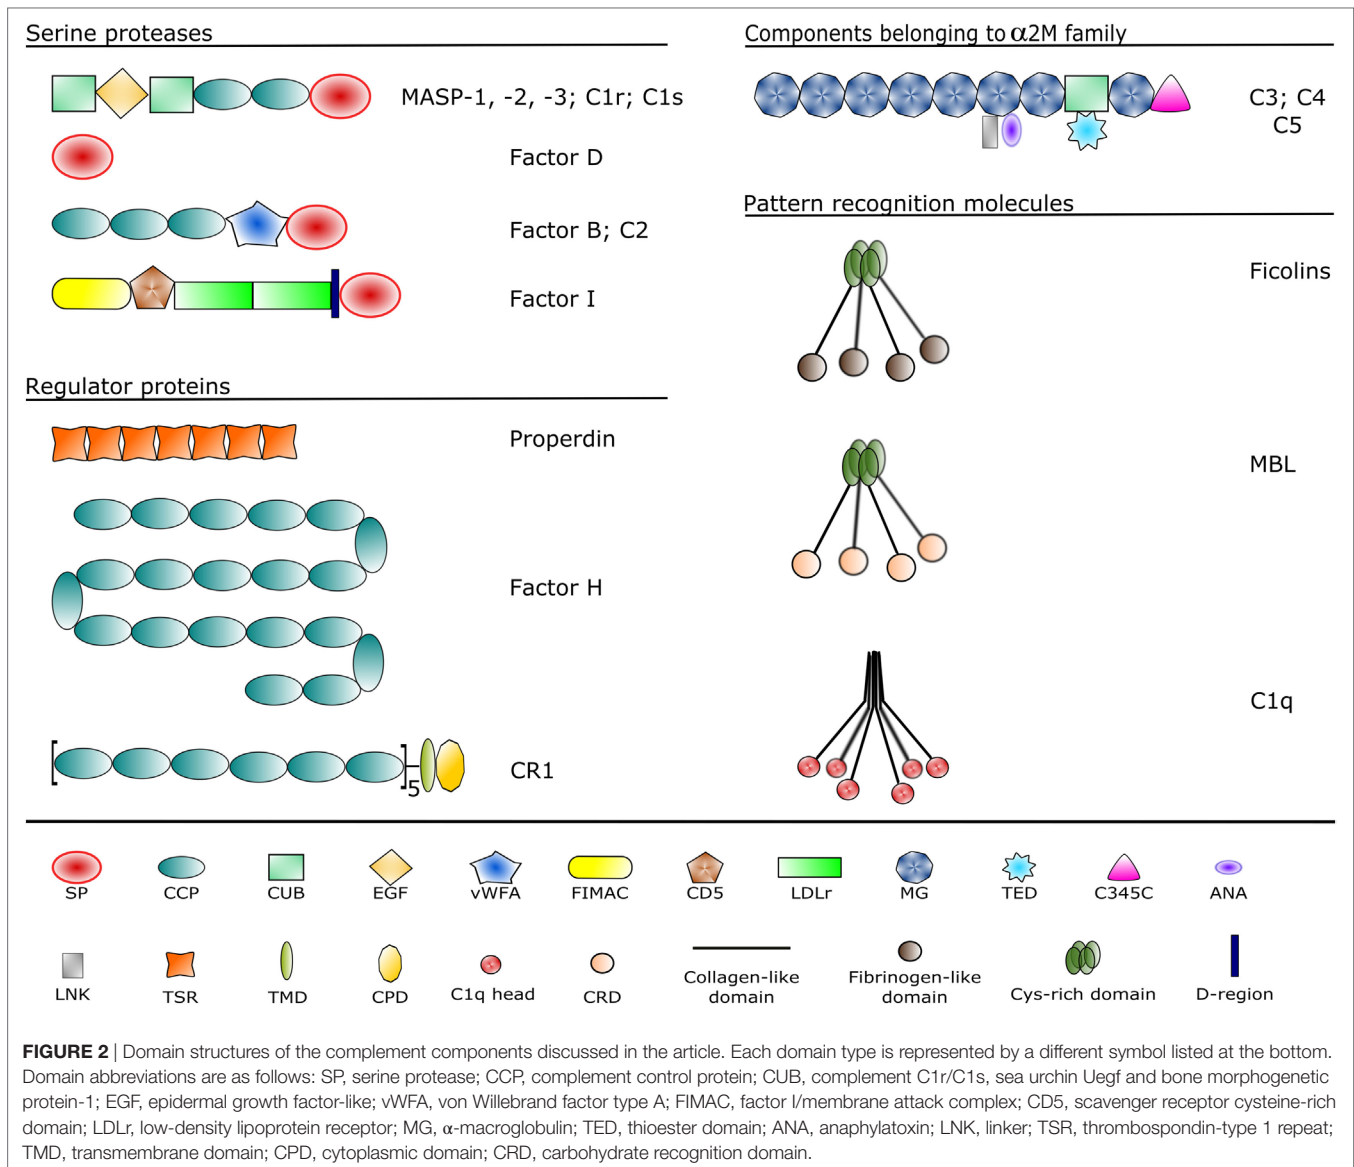 Serine proteases
MASP-1, -2, -3; C1r; C1s
Factor D
Factor B; C2
Factor I
Regulator proteins
Properdin
Factor H
5
CR1
Components belonging to α2M family
C3; C4
C5
Pattern recognition molecules
Ficolins
MBL
C1q
SP
CCP
CUB
EGF
vWFA
FIMAC
CD5
LDLr
MG
TED
C345C
ANA
LNK
TSR
TMD
CPD
C1q head
CRD
Collagen-like
domain
Fibrinogen-like
domain
Cys-rich domain
D-region
FIGURE 2 | Domain structures of the complement components discussed in the article. Each domain type is represented by a different symbol listed at the bottom.
Domain abbreviations are as follows: SP, serine protease; CCP, complement control protein; CUB, complement C1r/C1s, sea urchin Uegf and bone morphogenetic
protein-1; EGF, epidermal growth factor-like; vWFA, von Willebrand factor type A; FIMAC, factor I/membrane attack complex; CD5, scavenger receptor cysteine-rich
domain; LDLr, low-density lipoprotein receptor; MG, α-macroglobulin; TED, thioester domain; ANA, anaphylatoxin; LNK, linker; TSR, thrombospondin-type 1 repeat;
TMD, transmembrane domain; CPD, cytoplasmic domain; CRD, carbohydrate recognition domain.